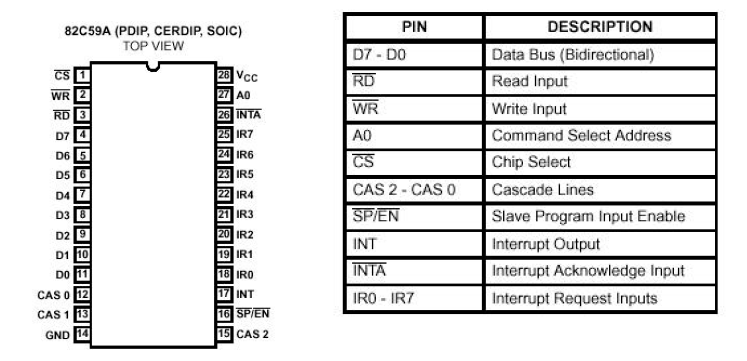 82C59A (PDIP, CERDIP, SOIC)
TOP VIEW
CS 1
WR 2
RD 3
D7 4
D6 5
D5 6
D4 7
D3 8
D2 9
D1 10
D0 11
CAS 0 12
CAS 1 13
GND 14
28 VCC
27 A0
26 INTA
25 IR7
24 IR6
23 IR5
22 IR4
21 IR3
20 IR2
19 IR1
18 IR0
17 INT
16 SP/EN
15 CAS 2
PIN DESCRIPTION
D7 - D0 Data Bus (Bidirectional)
RD Read Input
WR Write Input
A0 Command Select Address
CS Chip Select
CAS 2 - CAS 0 Cascade Lines
SP/EN Slave Program Input Enable
INT Interrupt Output
INTA Interrupt Acknowledge Input
IR0 - IR7 Interrupt Request Inputs